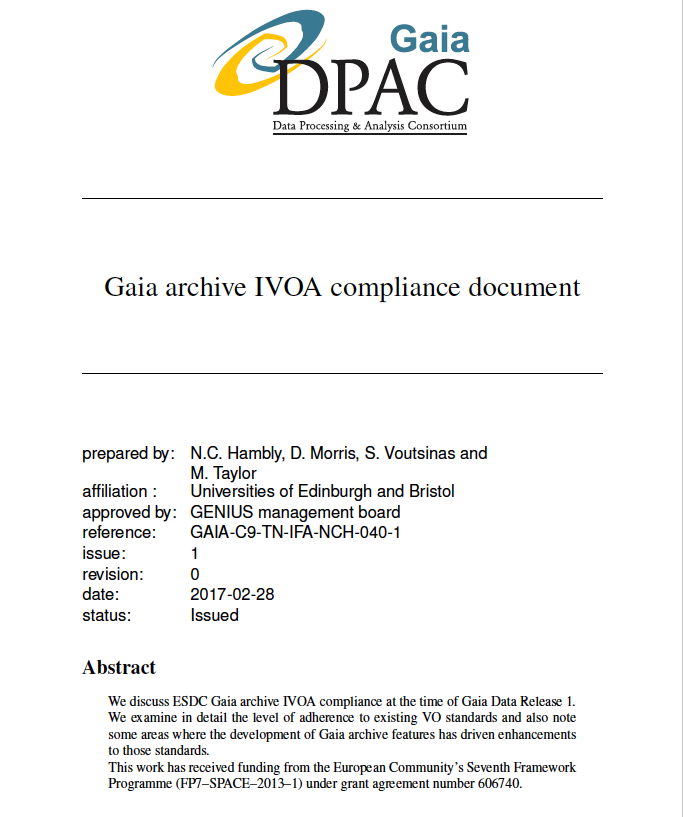 Gaia
DPAC
Data Processing & Analysis Consortium
Gaia archive IVOA compliance document
prepared by: N.C. Hambly, D. Morris, S. Voutsinas and
M. Taylor
affiliation : Universities of Edinburgh and Bristol
approved by: GENIUS management board
reference: GAIA-C9-TN-IFA-NCH-040-1
issue: 1
revision: 0
date: 2017-02-28
status: Issued
Abstract
We discuss ESDC Gaia archive IVOA compliance at the time of Gaia Data Release 1.
We examine in detail the level of adherence to existing VO standards and also note
some areas where the development of Gaia archive features has driven enhancements
to those standards.
This work has received funding from the European Community's Seventh Framework
Programme (FP7–SPACE–2013–1) under grant agreement number 606740.